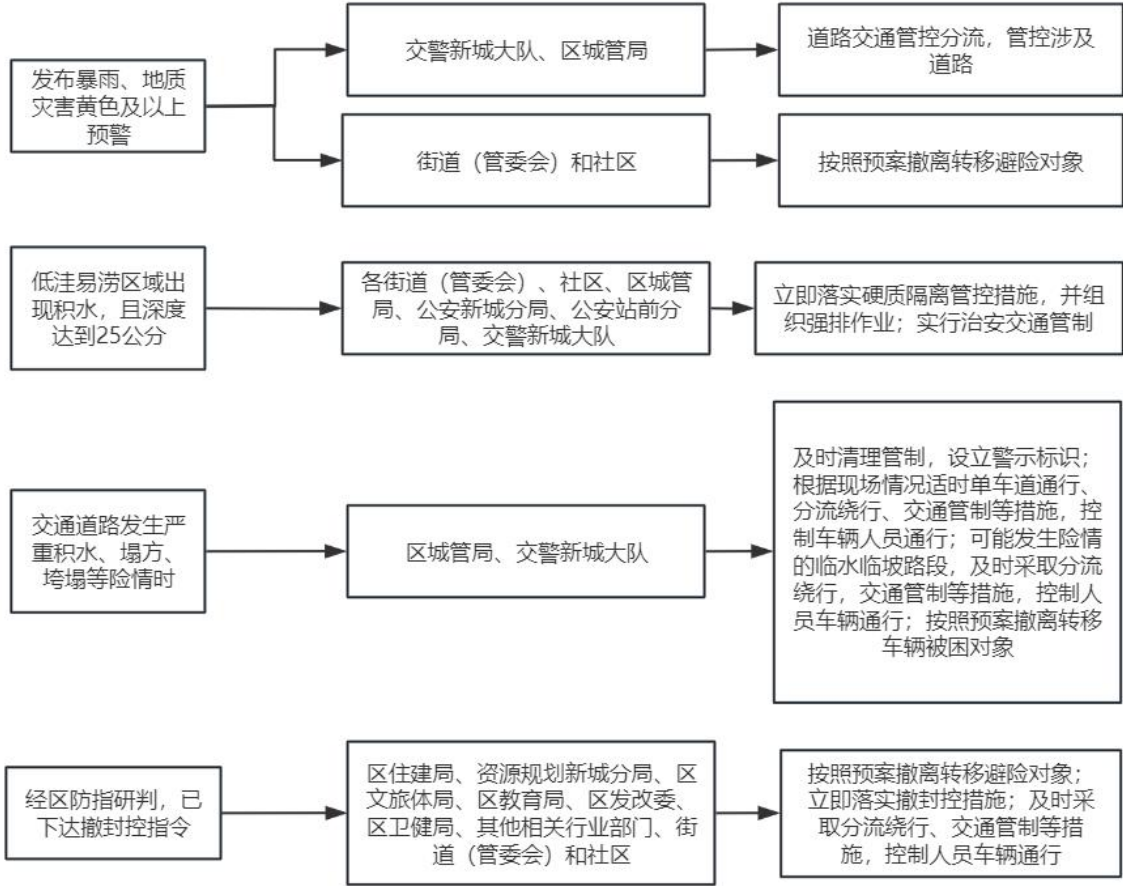 发布暴雨、地质
灾害黄色及以上
预警
交警新城大队、区城管局
道路交通管控分流，管控涉及
道路
街道（管委会）和社区
按照预案撤离转移避险对象
低洼易涝区域出
现积水，且深度
达到25公分
各街道（管委会）、社区、区城管
局、公安新城分局、公安站前分
局、交警新城大队
立即落实硬质隔离管控措施，并组
织强排作业；实行治安交通管制
交通道路发生严
重积水、塌方、
垮塌等险情时
区城管局、交警新城大队
及时清理管制，设立警示标识；
根据现场情况适时单车道通行、
分流绕行、交通管制等措施，控
制车辆人员通行；可能发生险情
的临水临坡路段，及时采取分流
绕行，交通管制等措施，控制人
员车辆通行；按照预案撤离转移
车辆被困对象
经区防指研判，已
下达撤封控指令
区住建局、资源规划新城分局、区
文旅体局、区教育局、区发改委、
区卫健局、其他相关行业部门、街
道（管委会）和社区
按照预案撤离转移避险对象；
立即落实撤封控措施；及时采
取分流绕行、交通管制等措
施，控制人员车辆通行